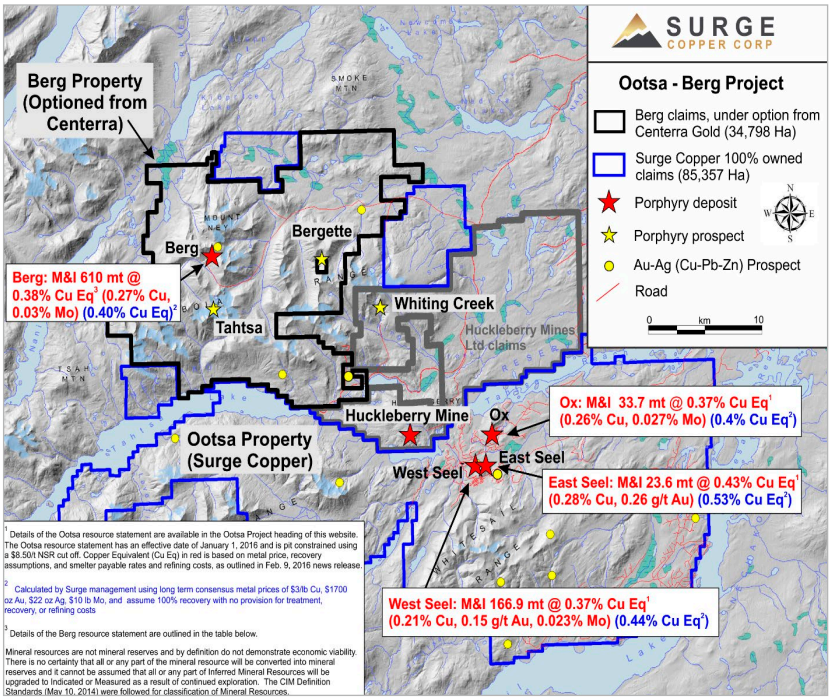 SURGE
COPPER CORP
Ootsa - Berg Project
Berg claims, under option from
Centerra Gold (34,798 Ha)
Surge Copper 100% owned
claims (85,357 Ha)
Porphyry deposit
Porphyry prospect
Au-Ag (Cu-Pb-Zn) Prospect
Road
N
W
E
S
0 km 10
Berg Property
(Optioned from
Centerra)
SMOKE
MTN
MOUNT
NEY
Berg
Bergette
RANGE
Berg: M&I 610 mt @
0.38% Cu Eq³ (0.27% Cu,
0.03% Mo) (0.40% Cu Eq)²
Tahtsa
Whiting Creek
Huckleberry Mines
Ltd claims
TSAH
MTN
Huckleberry Mine
Ox
Ox: M&I 33.7 mt @ 0.37% Cu Eq¹
(0.26% Cu, 0.027% Mo) (0.4% Cu Eq²)
Ootsa Property
(Surge Copper)
West Seel
East Seel
East Seel: M&I 23.6 mt @ 0.43% Cu Eq¹
(0.28% Cu, 0.26 g/t Au) (0.53% Cu Eq²)
WHITESAIL
RANGE
West Seel: M&I 166.9 mt @ 0.37% Cu Eq¹
(0.21% Cu, 0.15 g/t Au, 0.023% Mo) (0.44% Cu Eq²)
¹ Details of the Ootsa resource statement are available in the Ootsa Project heading of this website.
The Ootsa resource statement has an effective date of January 1, 2016 and is pit constrained using
a $8.50/t NSR cut off. Copper Equivalent (Cu Eq) in red is based on metal price, recovery
assumptions, and smelter payable rates and refining costs, as outlined in Feb. 9, 2016 news release.
² Calculated by Surge management using long term consensus metal prices of $3/lb Cu, $1700
oz Au, $22 oz Ag, $10 lb Mo, and assume 100% recovery with no provision for treatment,
recovery, or refining costs
³ Details of the Berg resource statement are outlined in the table below.
Mineral resources are not mineral reserves and by definition do not demonstrate economic viability.
There is no certainty that all or any part of the mineral resource will be converted into mineral
reserves and it cannot be assumed that all or any part of Inferred Mineral Resources will be
upgraded to Indicated or Measured as a result of continued exploration. The CIM Definition
Standards (May 10, 2014) were followed for classification of Mineral Resources.